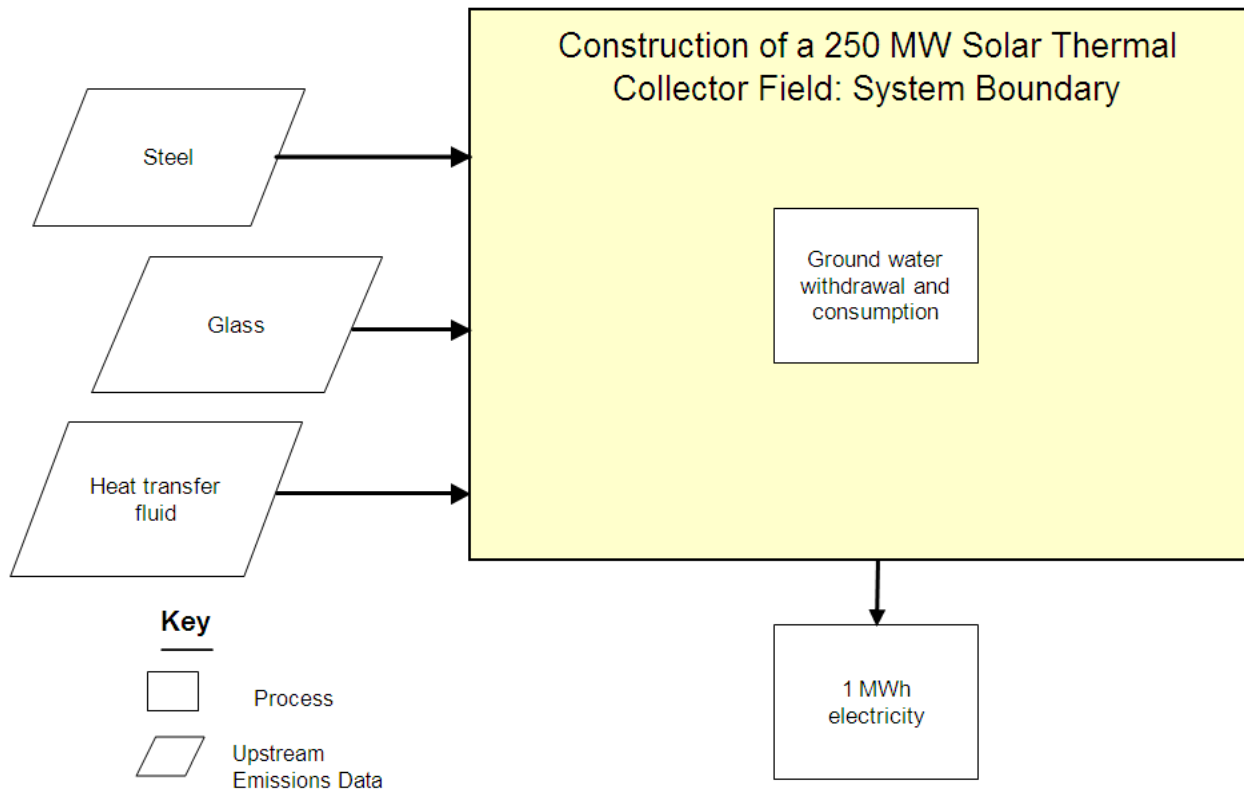 Construction of a 250 MW Solar Thermal
Collector Field: System Boundary
Steel
Ground water
withdrawal and
consumption
Glass
Heat transfer
fluid
Key
Process
Upstream
Emissions Data
1 MWh
electricity